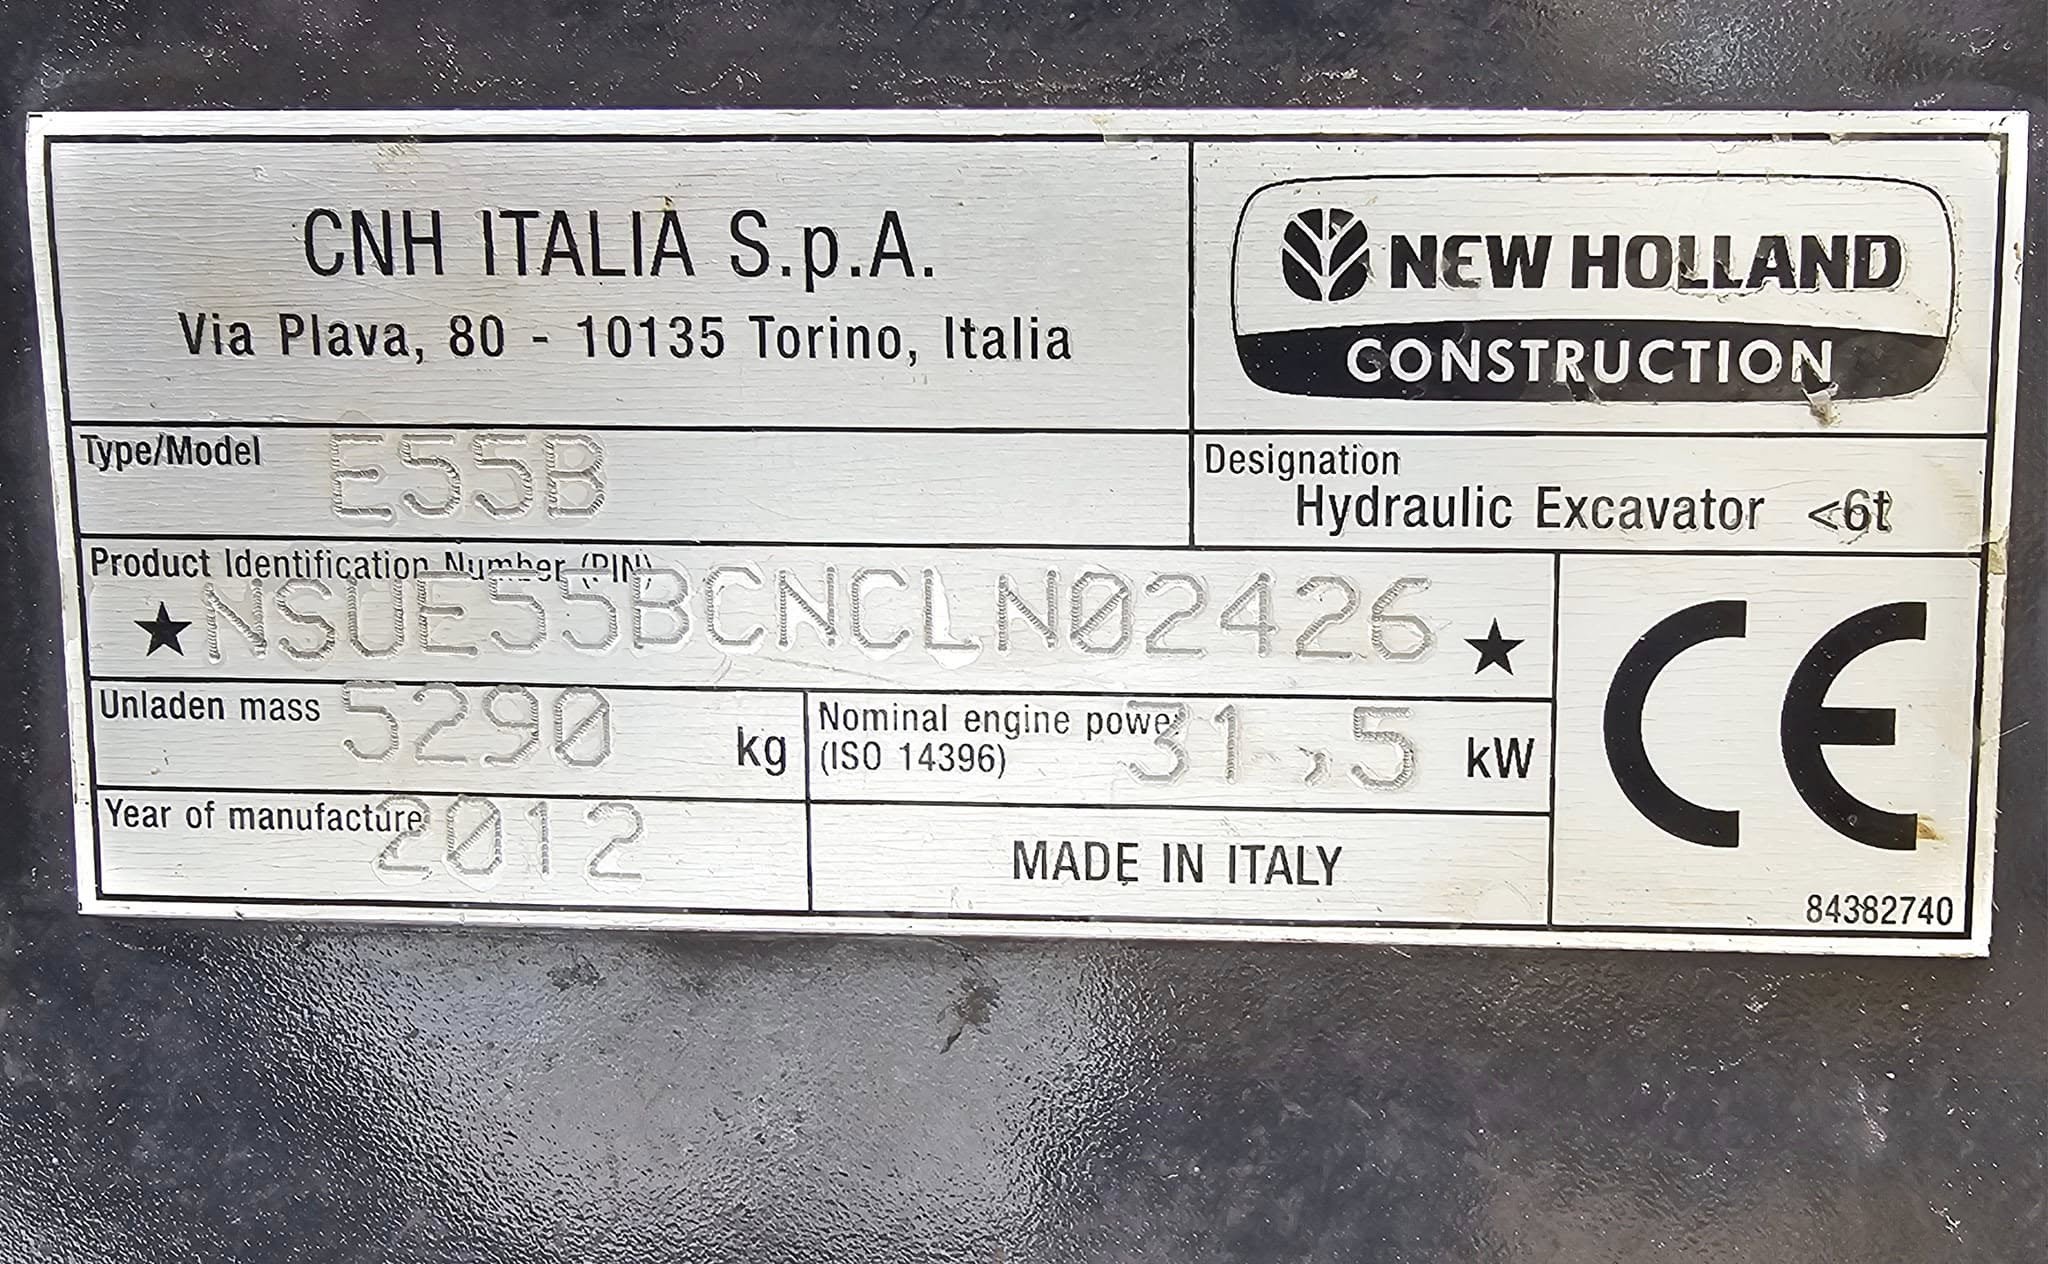 CNH ITALIA S.p.A.
Via Plava, 80 - 10135 Torino, Italia
NEW HOLLAND
CONSTRUCTION
Type/Model E55B
Designation
Hydraulic Excavator <6t
Product Identification Number (PIN)
★NSUE55BCNCLN02426★
Unladen mass 5290 kg
Nominal engine power 31,5 kW
(ISO 14396)
Year of manufacture 2012
MADE IN ITALY
CE
84382740